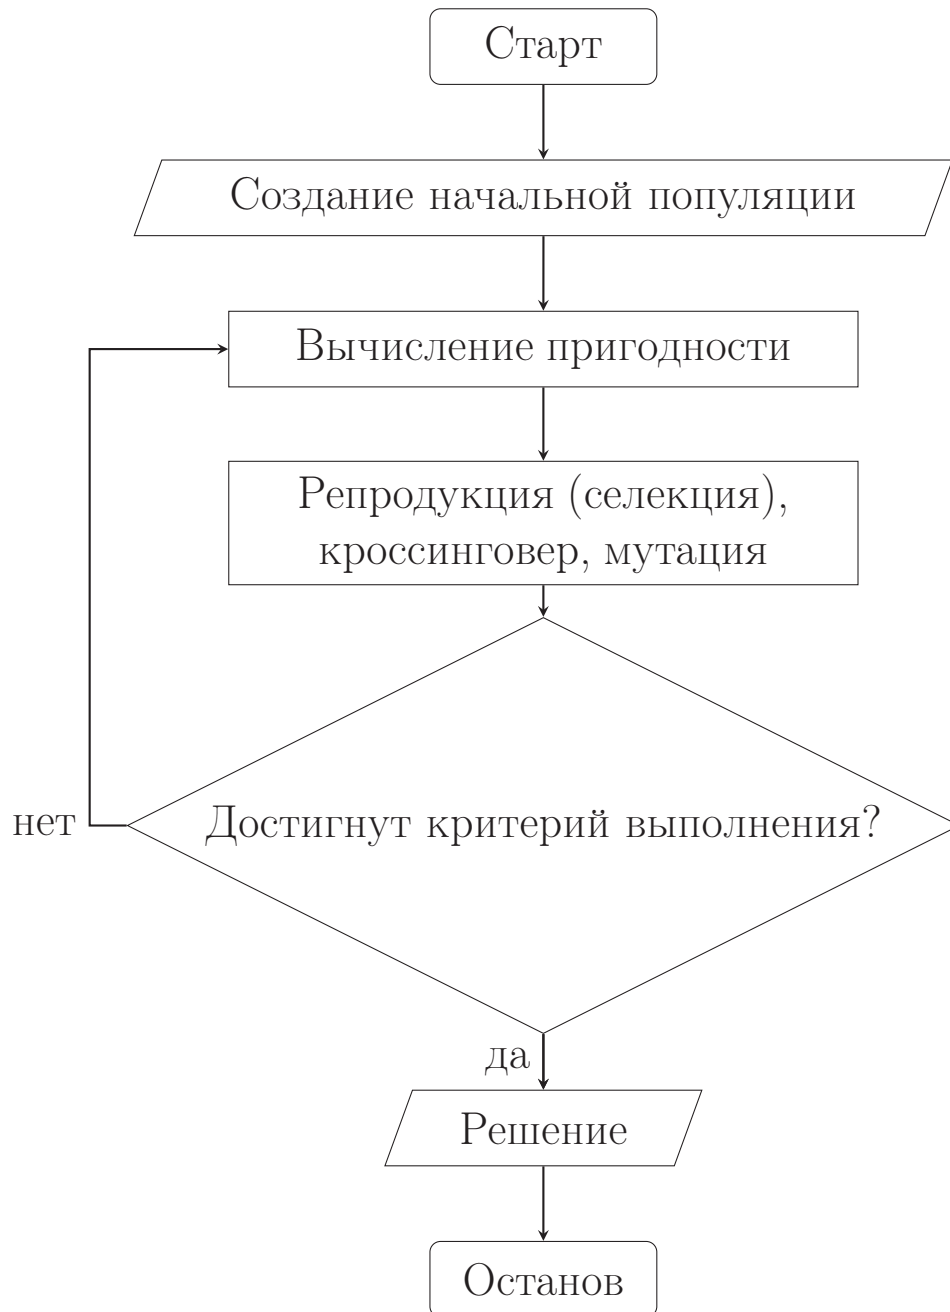 Старт
Создание начальной популяции
Вычисление пригодности
Репродукция (селекция),
кроссинговер, мутация
нет
Достигнут критерий выполнения?
да
Решение
Останов